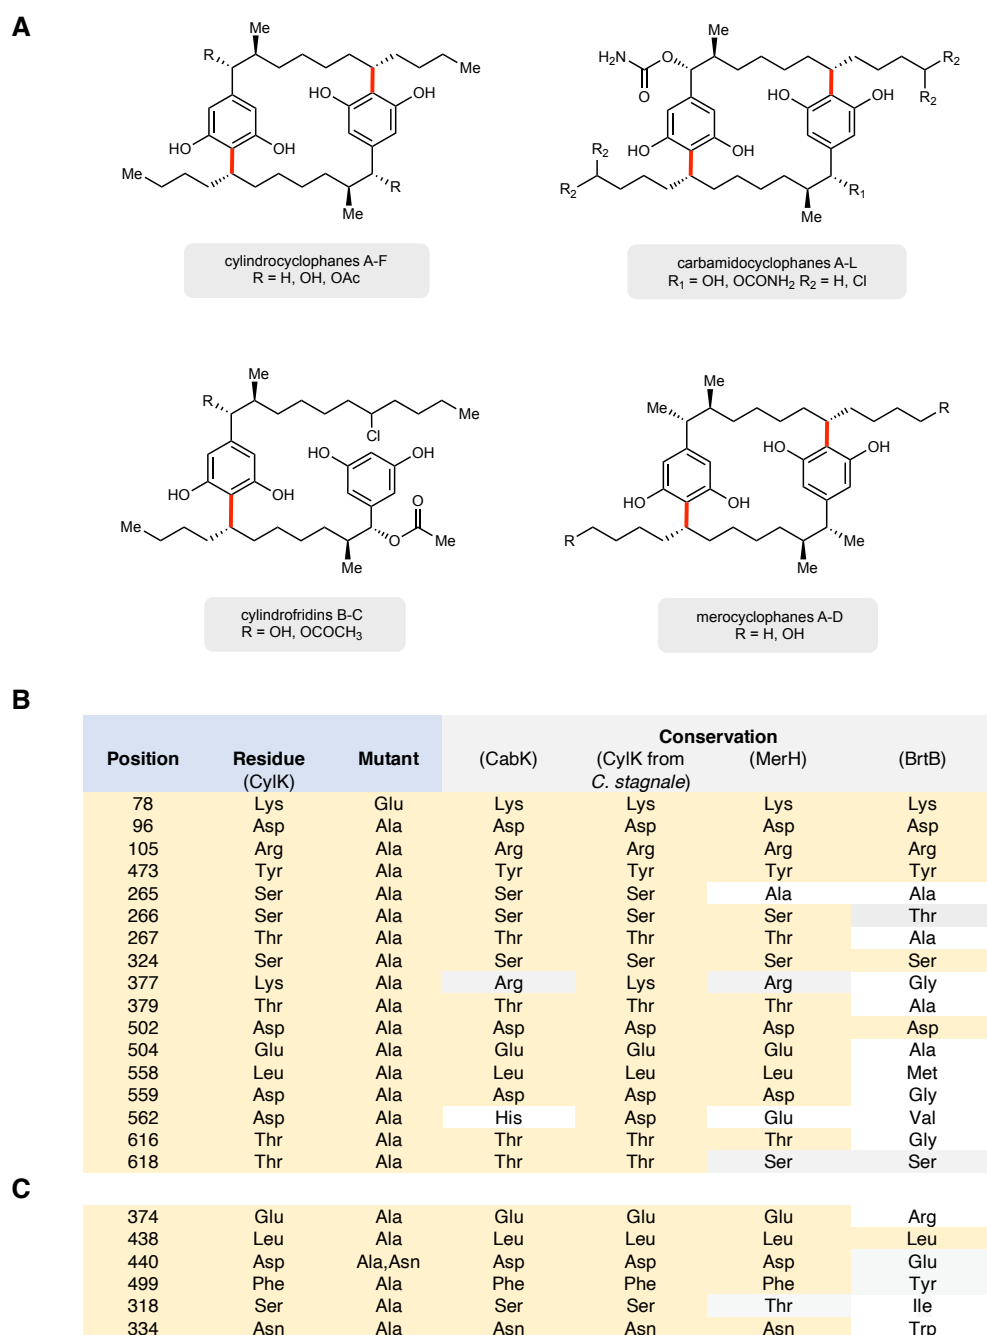 A
Me
R
Me
HO
OH
HO
OH
Me
R
Me
cylindrocyclophanes A-F
R = H, OH, OAc
Me
H₂N
O
O
R₂
R₂
HO
OH
HO
OH
R₂
R₂
R₁
Me
carbamidocyclophanes A-L
R₁ = OH, OCONH₂ R₂ = H, Cl
Me
R
Me
Cl
HO
OH
HO
OH
O
Me
O
Me
Me
cylindrofridins B-C
R = OH, OCOCH₃
Me
Me
R
HO
OH
HO
OH
R
Me
Me
merocyclophanes A-D
R = H, OH
B
Conservation
Position Residue Mutant (CabK) (CylK from (MerH) (BrtB)
(CylK) C. stagnale)
78 Lys Glu Lys Lys Lys Lys
96 Asp Ala Asp Asp Asp Asp
105 Arg Ala Arg Arg Arg Arg
473 Tyr Ala Tyr Tyr Tyr Tyr
265 Ser Ala Ser Ser Ala Ala
266 Ser Ala Ser Ser Ser Thr
267 Thr Ala Thr Thr Thr Ala
324 Ser Ala Ser Ser Ser Ser
377 Lys Ala Arg Lys Arg Gly
379 Thr Ala Thr Thr Thr Ala
502 Asp Ala Asp Asp Asp Asp
504 Glu Ala Glu Glu Glu Ala
558 Leu Ala Leu Leu Leu Met
559 Asp Ala Asp Asp Asp Gly
562 Asp Ala His Asp Glu Val
616 Thr Ala Thr Thr Thr Gly
618 Thr Ala Thr Thr Ser Ser
C
374 Glu Ala Glu Glu Glu Arg
438 Leu Ala Leu Leu Leu Leu
440 Asp Ala,Asn Asp Asp Asp Glu
499 Phe Ala Phe Phe Phe Tyr
318 Ser Ala Ser Ser Thr Ile
334 Asn Ala Asn Asn Asn Trp